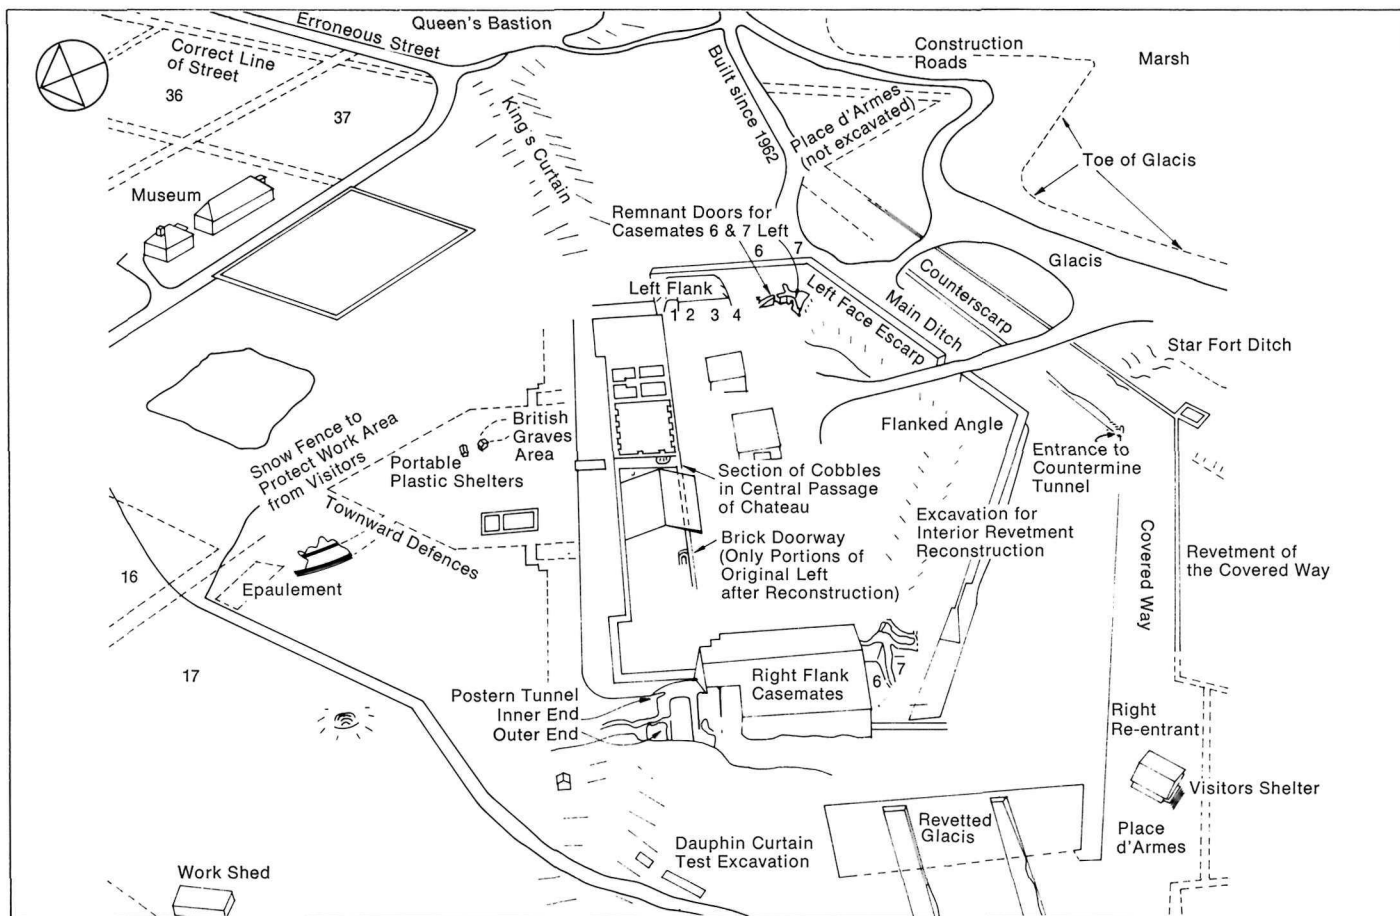 Queen's Bastion
Erroneous Street
Correct Line
of Street
36
37
Museum
King's Curtain
Built since 1962
Place d'Armes
(not excavated)
Construction
Roads
Marsh
Toe of Glacis
Remnant Doors for
Casemates 6 & 7 Left
6
7
Glacis
Left Flank
1
2
3
4
Left Face Escarp
Main Ditch
Counterscarp
Star Fort Ditch
Snow Fence to
Protect Work Area
from Visitors
British
Graves
Area
Portable
Plastic Shelters
Flanked Angle
Entrance to
Countermine
Tunnel
Section of Cobbles
in Central Passage
of Chateau
Townward Defences
Excavation for
Interior Revetment
Reconstruction
Brick Doorway
(Only Portions of
Original Left
after Reconstruction)
Covered Way
Revetment of
the Covered Way
16
Epaulement
17
Right Flank
Casemates
6
7
Postern Tunnel
Inner End
Outer End
Right
Re-entrant
Visitors Shelter
Revetted
Glacis
Place
d'Armes
Dauphin Curtain
Test Excavation
Work Shed